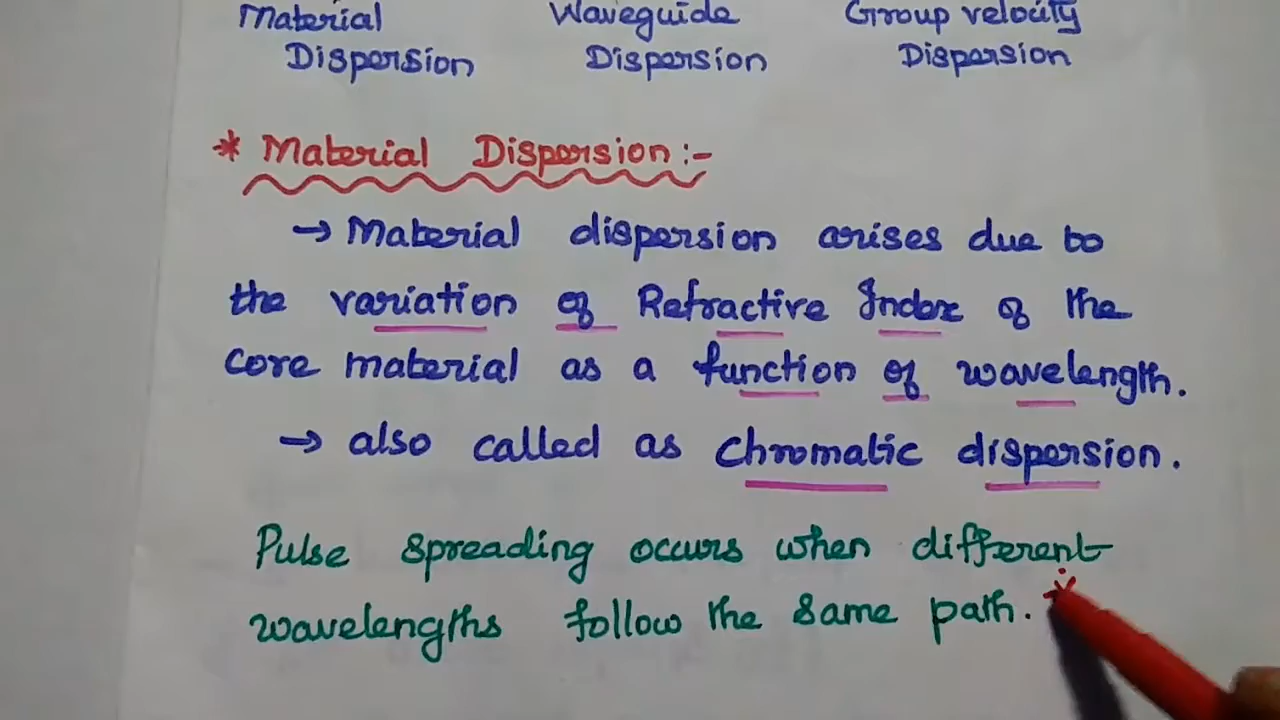 Material Waveguide Group velocity
Dispersion Dispersion Dispersion
* Material Dispersion :-
→ Material dispersion arises due to
the variation of Refractive Index of the
core material as a function of wavelength.
→ also called as chromatic dispersion.
Pulse spreading occurs when different
wavelengths follow the same path.